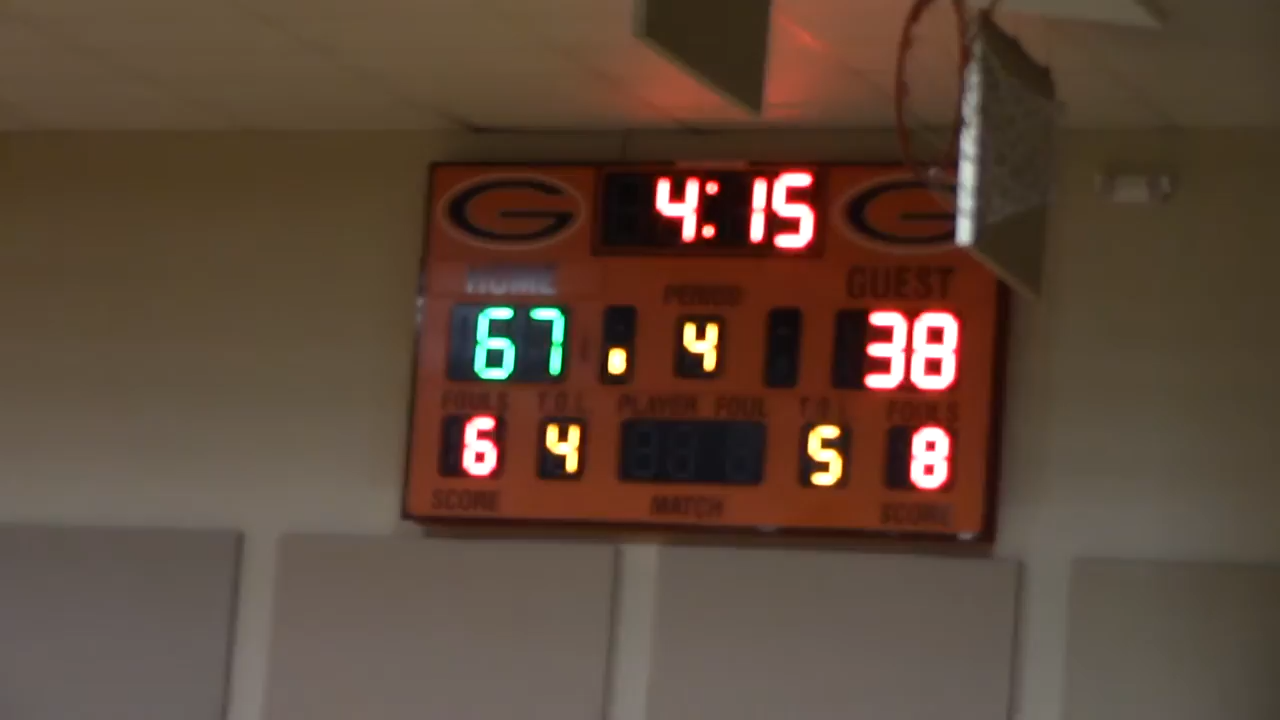 G 4:15 G
HOME PERIOD GUEST
67 4 38
FOULS T.O.L. PLAYER FOUL T.O.L. FOULS
6 4 5 8
SCORE MATCH SCORE